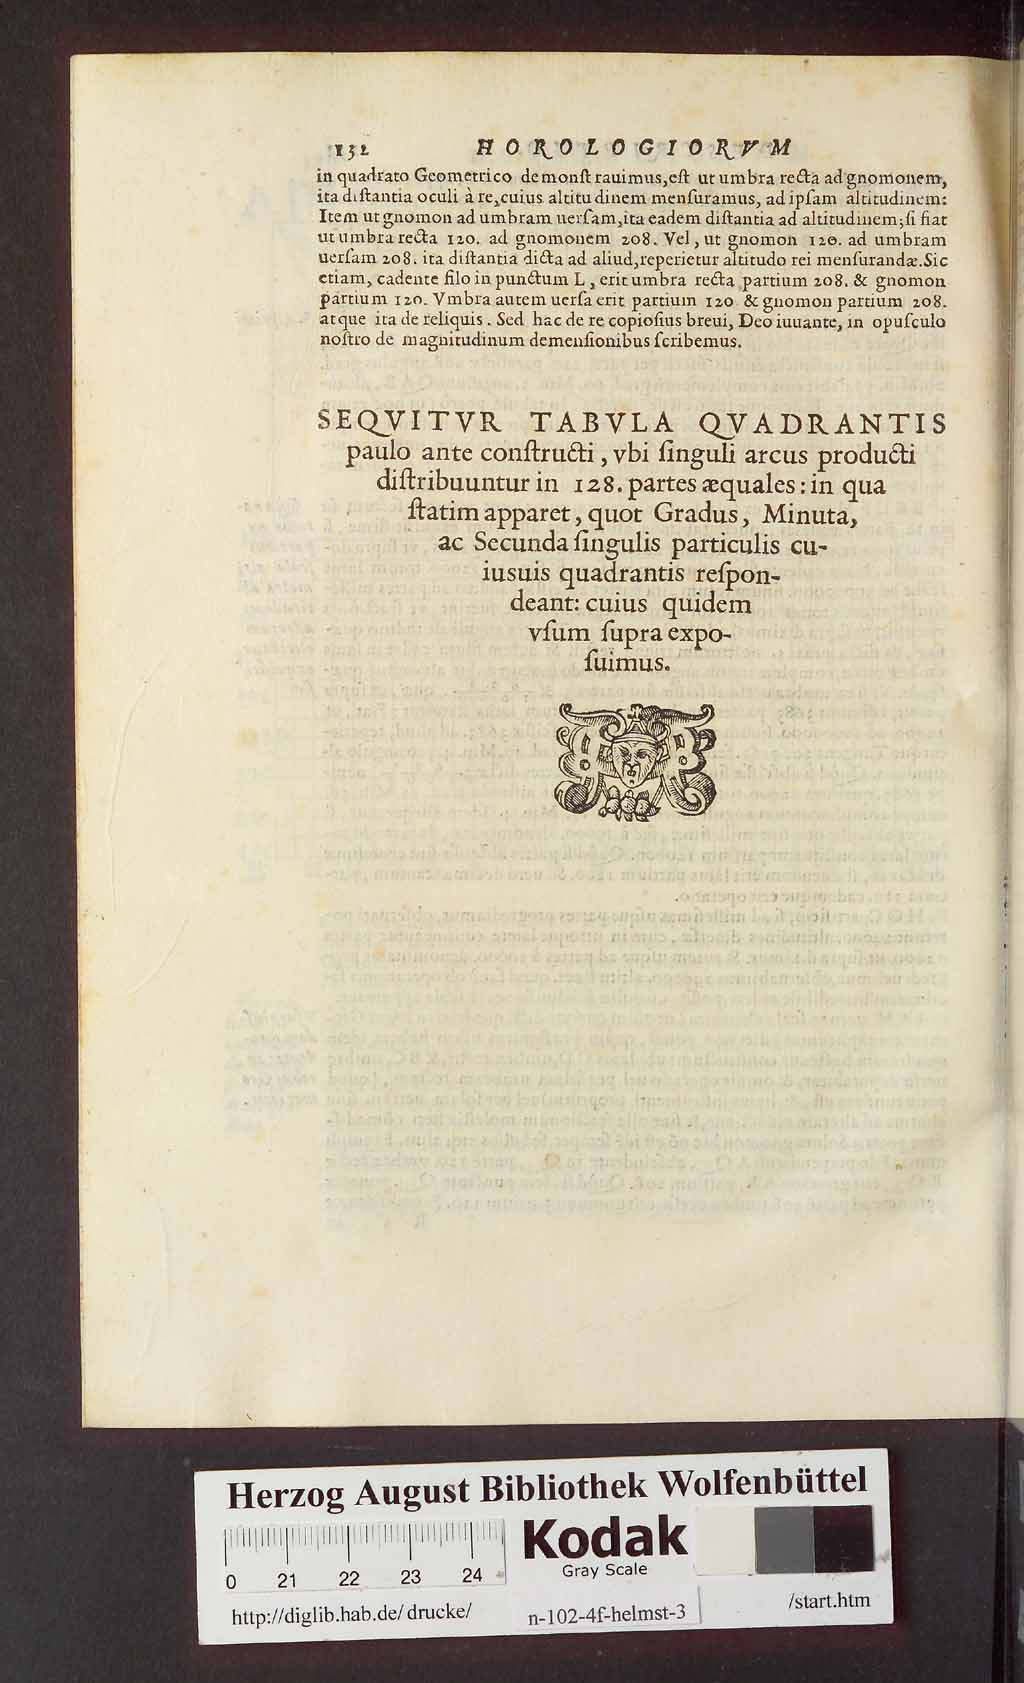 132 HOROLOGIORVM
in quadrato Geometrico demonſtrauimus,eſt ut umbra recta ad gnomonem,
ita diſtantia oculi à re,cuius altitudinem menſuramus, ad ipſam altitudinem:
Item ut gnomon ad umbram uerſam,ita eadem diſtantia ad altitudinem;ſi fiat
ut umbra recta 120. ad gnomonem 208. Vel, ut gnomon 120. ad umbram
uerſam 208. ita diſtantia dicta ad aliud,reperietur altitudo rei menſurandæ.Sic
etiam, cadente filo in punctum L, erit umbra recta partium 208. & gnomon
partium 120. Vmbra autem uerſa erit partium 120 & gnomon partium 208.
atque ita de reliquis. Sed hac de re copioſius breui, Deo iuuante, in opuſculo
noſtro de magnitudinum demenſionibus ſcribemus.
SEQVITVR TABVLA QVADRANTIS
paulo ante conſtructi, vbi ſinguli arcus producti
diſtribuuntur in 128. partes æquales: in qua
ſtatim apparet, quot Gradus, Minuta,
ac Secunda ſingulis particulis cu-
iusuis quadrantis reſpon-
deant: cuius quidem
vſum ſupra expo-
ſuimus.
Herzog August Bibliothek Wolfenbüttel
Kodak
Gray Scale
0 21 22 23 24
http://diglib.hab.de/drucke/ n-102-4f-helmst-3 /start.htm